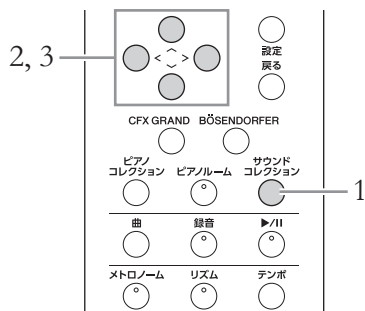 2, 3
設定
戻る
CFX GRAND BÖSENDORFER
ピアノ
コレクション
ピアノルーム
サウンド
コレクション
1
曲 録音 ▶/II
メトロノーム リズム テンポ